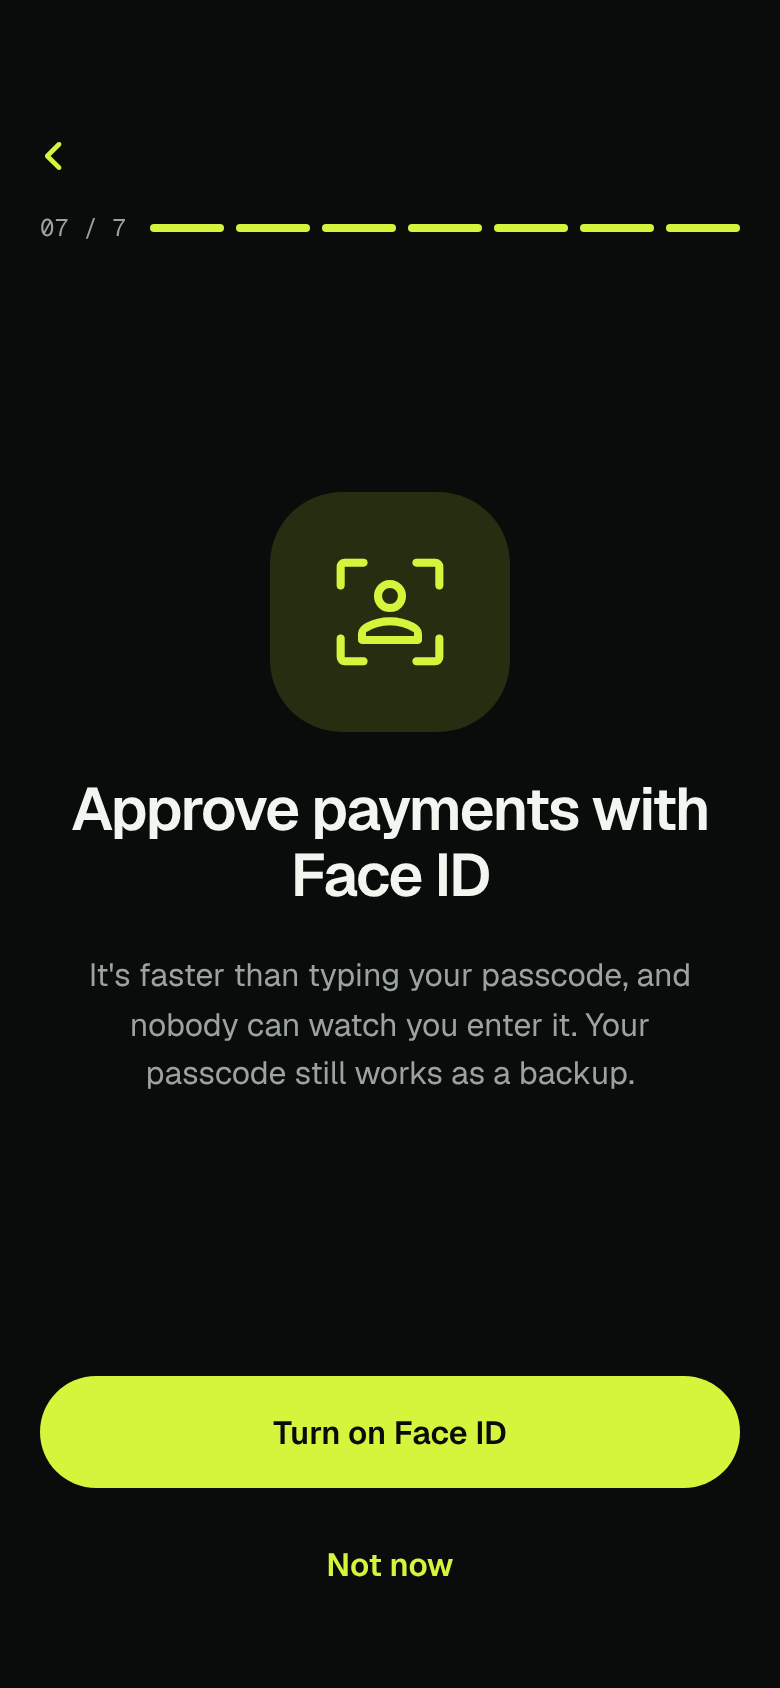 07 / 7
Approve payments with
Face ID
It's faster than typing your passcode, and
nobody can watch you enter it. Your
passcode still works as a backup.
Turn on Face ID
Not now